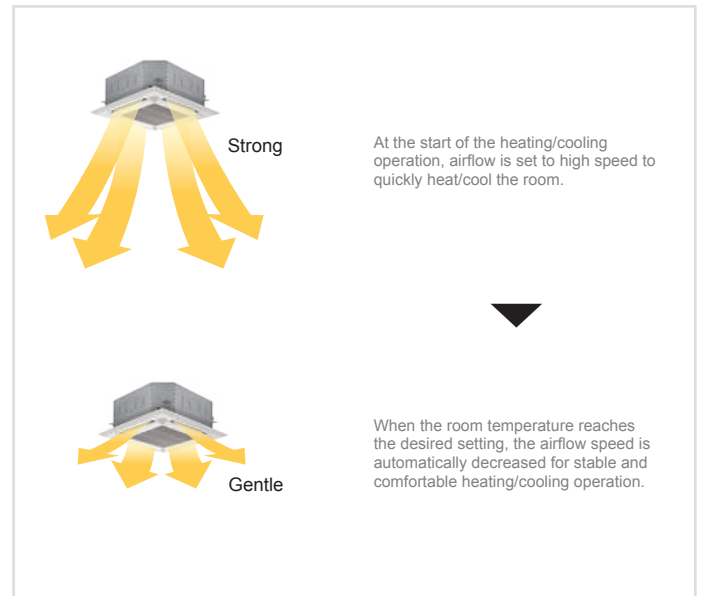 Strong
At the start of the heating/cooling
operation, airflow is set to high speed to
quickly heat/cool the room.
When the room temperature reaches
the desired setting, the airflow speed is
automatically decreased for stable and
comfortable heating/cooling operation.
Gentle